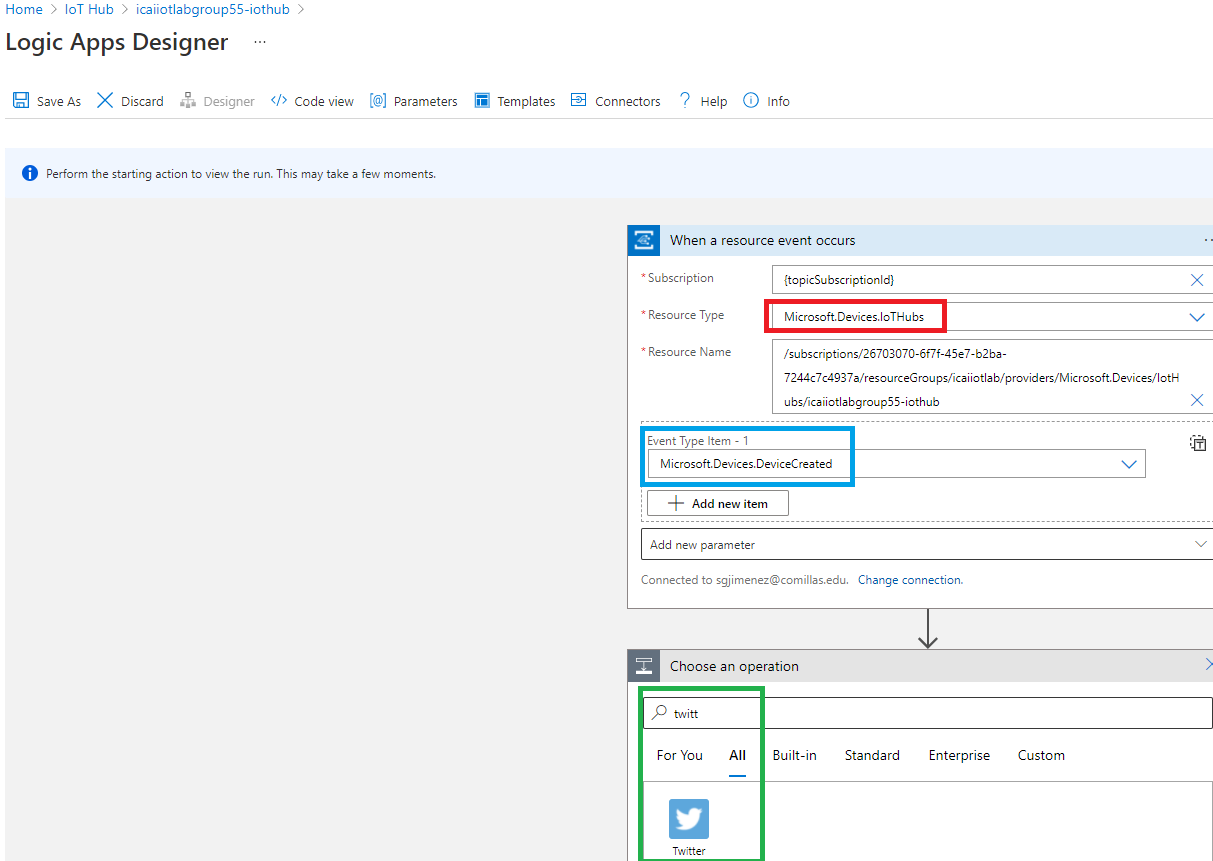 Home > IoT Hub > icaiiotlabgroup55-iothub >
Logic Apps Designer ...
Save As Discard Designer Code view Parameters Templates Connectors Help Info
Perform the starting action to view the run. This may take a few moments.
When a resource event occurs
* Subscription {topicSubscriptionId}
* Resource Type Microsoft.Devices.IoTHubs
* Resource Name /subscriptions/26703070-6f7f-45e7-b2ba-
7244c7c4937a/resourceGroups/icaiiotlab/providers/Microsoft.Devices/IotH
ubs/icaiiotlabgroup55-iothub
Event Type Item - 1
Microsoft.Devices.DeviceCreated
Add new item
Add new parameter
Connected to sgjimenez@comillas.edu. Change connection.
Choose an operation
twitt
For You All Built-in Standard Enterprise Custom
Twitter